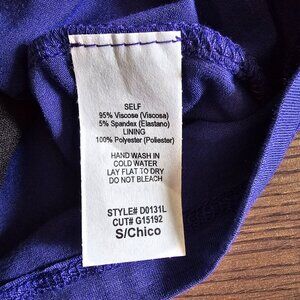 SELF
95% Viscose (Viscosa)
5% Spandex (Elastano)
LINING
100% Polyester (Poliester)
HAND WASH IN
COLD WATER
LAY FLAT TO DRY
DO NOT BLEACH
STYLE# D0131L
CUT# G15192
S/Chico